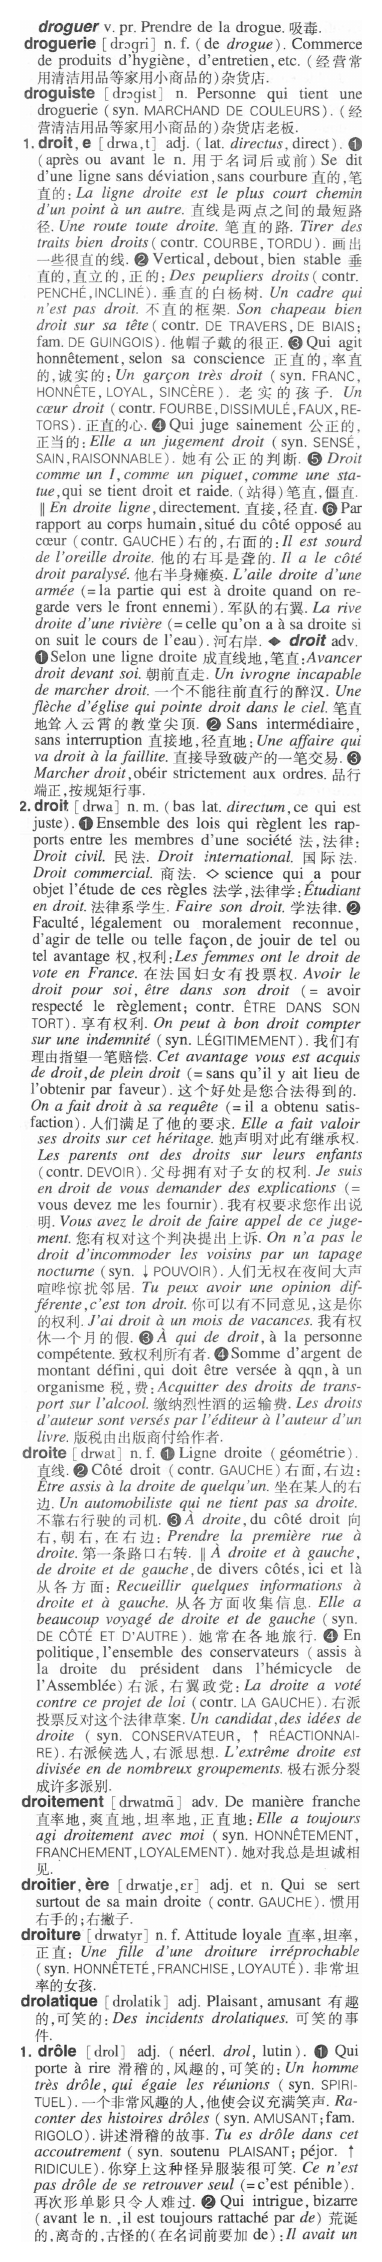 droguer v. pr. Prendre de la drogue. 吸毒.
droguerie [drɔgri] n. f. (de drogue). Commerce
de produits d'hygiène, d'entretien, etc. (经营常
用清洁用品等家用小商品的)杂货店.
droguiste [drɔgist] n. Personne qui tient une
droguerie (syn. MARCHAND DE COULEURS). (经
营清洁用品等家用小商品的)杂货店老板.
1. droit, e [drwa,t] adj. (lat. directus, direct). ❶
(après ou avant le n. 用于名词后或前) Se dit
d'une ligne sans déviation, sans courbure 直的,笔
直的: La ligne droite est le plus court chemin
d'un point à un autre. 直线是两点之间的最短路
径. Une route toute droite. 笔直的路. Tirer des
traits bien droits (contr. COURBE, TORDU). 画出
一些很直的线. ❷ Vertical, debout, bien stable 垂
直的,直立的,正的: Des peupliers droits (contr.
PENCHÉ, INCLINÉ). 垂直的白杨树. Un cadre qui
n'est pas droit. 不直的框架. Son chapeau bien
droit sur sa tête (contr. DE TRAVERS, DE BIAIS;
fam. DE GUINGOIS). 他帽子戴的很正. ❸ Qui agit
honnêtement, selon sa conscience 正直的,率直
的,诚实的: Un garçon très droit (syn. FRANC,
HONNÊTE, LOYAL, SINCÈRE). 老实的孩子. Un
cœur droit (contr. FOURBE, DISSIMULÉ, FAUX, RE-
TORS). 正直的心. ❹ Qui juge sainement 公正的,
正当的: Elle a un jugement droit (syn. SENSÉ,
SAIN, RAISONNABLE). 她有公正的判断. ❺ Droit
comme un I, comme un piquet, comme une sta-
tue, qui se tient droit et raide. (站得)笔直,僵直.
‖ En droite ligne, directement. 直接,径直. ❻ Par
rapport au corps humain, situé du côté opposé au
cœur (contr. GAUCHE) 右的,右面的: Il est sourd
de l'oreille droite. 他的右耳是聋的. Il a le côté
droit paralysé. 他右半身瘫痪. L'aile droite d'une
armée (= la partie qui est à droite quand on re-
garde vers le front ennemi). 军队的右翼. La rive
droite d'une rivière (= celle qu'on a à sa droite si
on suit le cours de l'eau). 河右岸. ◆ droit adv.
❶ Selon une ligne droite 成直线地,笔直: Avancer
droit devant soi. 朝前直走. Un ivrogne incapable
de marcher droit. 一个不能往前直行的醉汉. Une
flèche d'église qui pointe droit dans le ciel. 笔直
地耸入云霄的教堂尖顶. ❷ Sans intermédiaire,
sans interruption 直接地,径直地: Une affaire qui
va droit à la faillite. 直接导致破产的一笔交易. ❸
Marcher droit, obéir strictement aux ordres. 品行
端正,按规矩行事.
2. droit [drwa] n. m. (bas lat. directum, ce qui est
juste). ❶ Ensemble des lois qui règlent les rap-
ports entre les membres d'une société 法,法律:
Droit civil. 民法. Droit international. 国际法.
Droit commercial. 商法. ◇ science qui a pour
objet l'étude de ces règles 法学,法律学: Étudiant
en droit. 法律系学生. Faire son droit. 学法律. ❷
Faculté, légalement ou moralement reconnue,
d'agir de telle ou telle façon, de jouir de tel ou
tel avantage 权,权利: Les femmes ont le droit de
vote en France. 在法国妇女有投票权. Avoir le
droit pour soi, être dans son droit (= avoir
respecté le règlement; contr. ÊTRE DANS SON
TORT). 享有权利. On peut à bon droit compter
sur une indemnité (syn. LÉGITIMEMENT). 我们有
理由指望一笔赔偿. Cet avantage vous est acquis
de droit, de plein droit (= sans qu'il y ait lieu de
l'obtenir par faveur). 这个好处是您合法得到的.
On a fait droit à sa requête (= il a obtenu satis-
faction). 人们满足了他的要求. Elle a fait valoir
ses droits sur cet héritage. 她声明对此有继承权.
Les parents ont des droits sur leurs enfants
(contr. DEVOIR). 父母拥有对子女的权利. Je suis
en droit de vous demander des explications (=
vous devez me les fournir). 我有权要求您作出说
明. Vous avez le droit de faire appel de ce juge-
ment. 您有权对这个判决提出上诉. On n'a pas le
droit d'incommoder les voisins par un tapage
nocturne (syn. ↓ POUVOIR). 人们无权在夜间大声
喧哗惊扰邻居. Tu peux avoir une opinion dif-
férente, c'est ton droit. 你可以有不同意见,这是你
的权利. J'ai droit à un mois de vacances. 我有权
休一个月的假. ❸ À qui de droit, à la personne
compétente. 致权利所有者. ❹ Somme d'argent de
montant défini, qui doit être versée à qqn, à un
organisme 税,费: Acquitter des droits de trans-
port sur l'alcool. 缴纳烈性酒的运输费. Les droits
d'auteur sont versés par l'éditeur à l'auteur d'un
livre. 版税由出版商付给作者.
droite [drwat] n. f. ❶ Ligne droite (géométrie).
直线. ❷ Côté droit (contr. GAUCHE) 右面,右边:
Être assis à la droite de quelqu'un. 坐在某人的右
边. Un automobiliste qui ne tient pas sa droite.
不靠右行驶的司机. ❸ À droite, du côté droit 向
右,朝右,在右边: Prendre la première rue à
droite. 第一条路口右转. ‖ À droite et à gauche,
de droite et de gauche, de divers côtés, ici et là
从各方面: Recueillir quelques informations à
droite et à gauche. 从各方面收集信息. Elle a
beaucoup voyagé de droite et de gauche (syn.
DE CÔTÉ ET D'AUTRE). 她常在各地旅行. ❹ En
politique, l'ensemble des conservateurs (assis à
la droite du président dans l'hémicycle de
l'Assemblée) 右派,右翼政党: La droite a voté
contre ce projet de loi (contr. LA GAUCHE). 右派
投票反对这个法律草案. Un candidat, des idées de
droite (syn. CONSERVATEUR, ↑ RÉACTIONNAI-
RE). 右派候选人,右派思想. L'extrême droite est
divisée en de nombreux groupements. 极右派分裂
成许多派别.
droitement [drwatmɑ̃] adv. De manière franche
直率地,爽直地,坦率地,正直地: Elle a toujours
agi droitement avec moi (syn. HONNÊTEMENT,
FRANCHEMENT, LOYALEMENT). 她对我总是坦诚相
见.
droitier, ère [drwatje,ɛr] adj. et n. Qui se sert
surtout de sa main droite (contr. GAUCHE). 惯用
右手的;右撇子.
droiture [drwatyr] n. f. Attitude loyale 直率,坦率,
正直: Une fille d'une droiture irréprochable
(syn. HONNÊTETÉ, FRANCHISE, LOYAUTÉ). 非常坦
率的女孩.
drolatique [drolatik] adj. Plaisant, amusant 有趣
的,可笑的: Des incidents drolatiques. 可笑的事
件.
1. drôle [drol] adj. (néerl. drol, lutin). ❶ Qui
porte à rire 滑稽的,风趣的,可笑的: Un homme
très drôle, qui égaie les réunions (syn. SPIRI-
TUEL). 一个非常风趣的人,他使会议充满笑声. Ra-
conter des histoires drôles (syn. AMUSANT; fam.
RIGOLO). 讲述滑稽的故事. Tu es drôle dans cet
accoutrement (syn. soutenu PLAISANT; péjor. ↑
RIDICULE). 你穿上这种怪异服装很可笑. Ce n'est
pas drôle de se retrouver seul (= c'est pénible).
再次形单影只令人难过. ❷ Qui intrigue, bizarre
(avant le n., il est toujours rattaché par de) 荒诞
的,离奇的,古怪的(在名词前要加 de): Il avait un